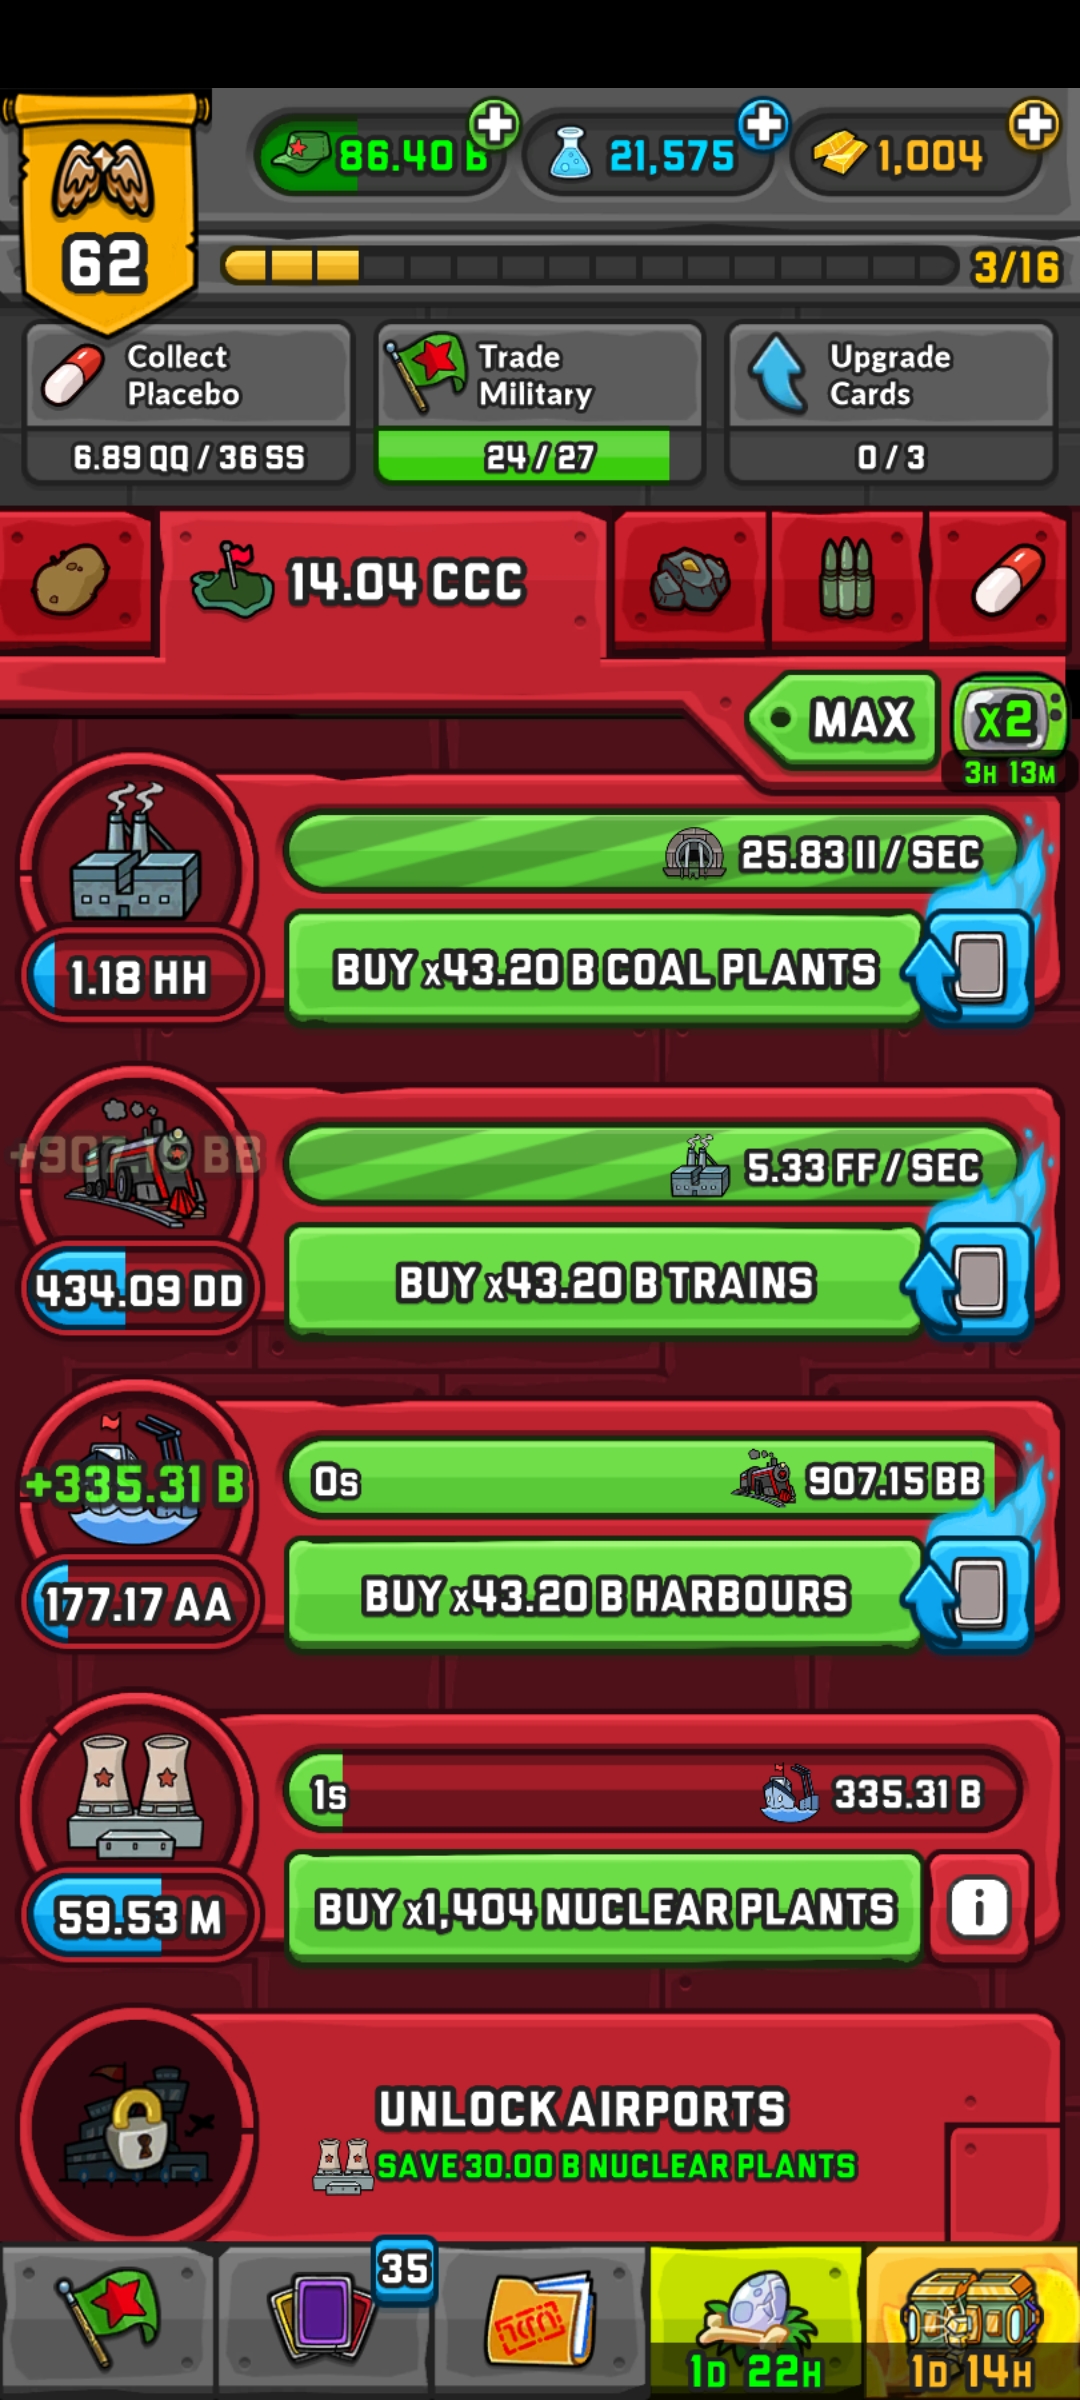 86.40 B
21,575
1,004
62
3/16
Collect
Placebo
6.89 QQ / 36 SS
Trade
Military
24 / 27
Upgrade
Cards
0 / 3
14.04 CCC
MAX
x2
3H 13M
25.83 II / SEC
BUY x43.20 B COAL PLANTS
1.18 HH
+907.15 BB
5.33 FF / SEC
BUY x43.20 B TRAINS
434.09 DD
+335.31 B
0s
907.15 BB
BUY x43.20 B HARBOURS
177.17 AA
1s
335.31 B
BUY x1,404 NUCLEAR PLANTS
i
59.53 M
UNLOCK AIRPORTS
SAVE 30.00 B NUCLEAR PLANTS
35
1D 22H
1D 14H